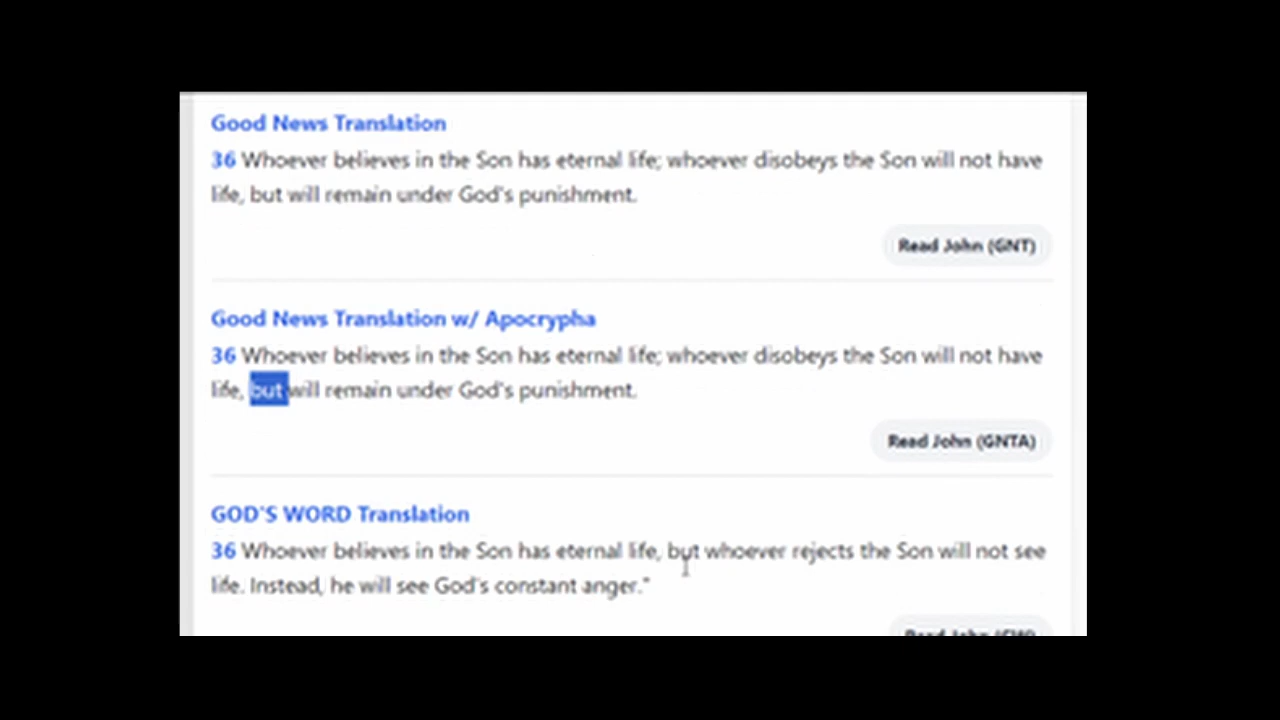 Good News Translation
36 Whoever believes in the Son has eternal life; whoever disobeys the Son will not have
life, but will remain under God's punishment.
Read John (GNT)
Good News Translation w/ Apocrypha
36 Whoever believes in the Son has eternal life; whoever disobeys the Son will not have
life, but will remain under God's punishment.
Read John (GNTA)
GOD'S WORD Translation
36 Whoever believes in the Son has eternal life, but whoever rejects the Son will not see
life. Instead, he will see God's constant anger."
Read John (GW)